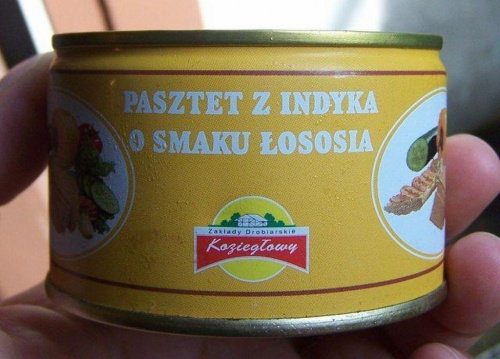 PASZTET Z INDYKA
O SMAKU ŁOSOSIA
Zakłady Drobiarskie
Koziegłowy